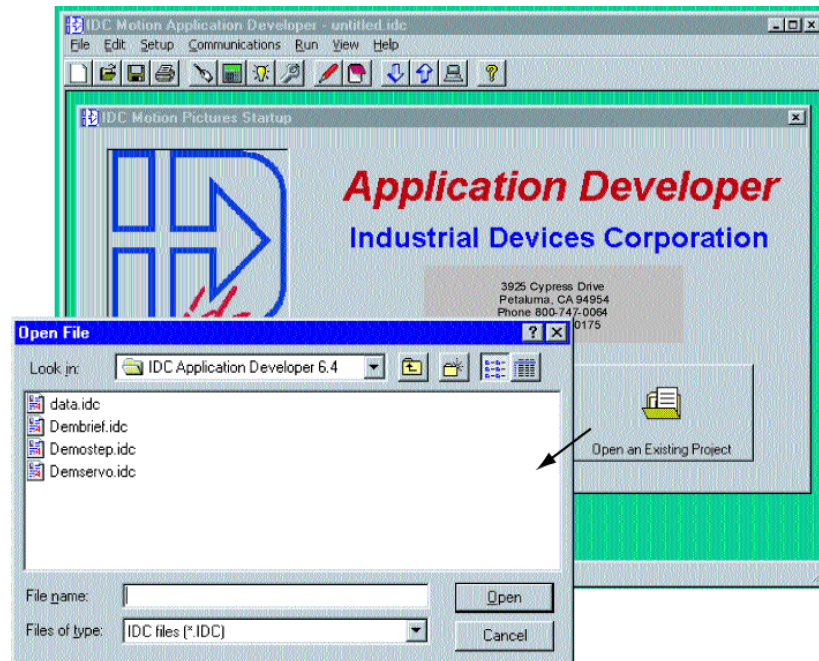 IDC Motion Application Developer - untitled.idc
File Edit Setup Communications Run View Help
IDC Motion Pictures Startup
Application Developer
Industrial Devices Corporation
3925 Cypress Drive
Petaluma, CA 94954
Phone 800-747-0064
0175
Open an Existing Project
idc
Open File
Look in:
IDC Application Developer 6.4
data.idc
Dembrief.idc
Demostep.idc
Demservo.idc
File name:
Open
Files of type:
IDC files (*.IDC)
Cancel